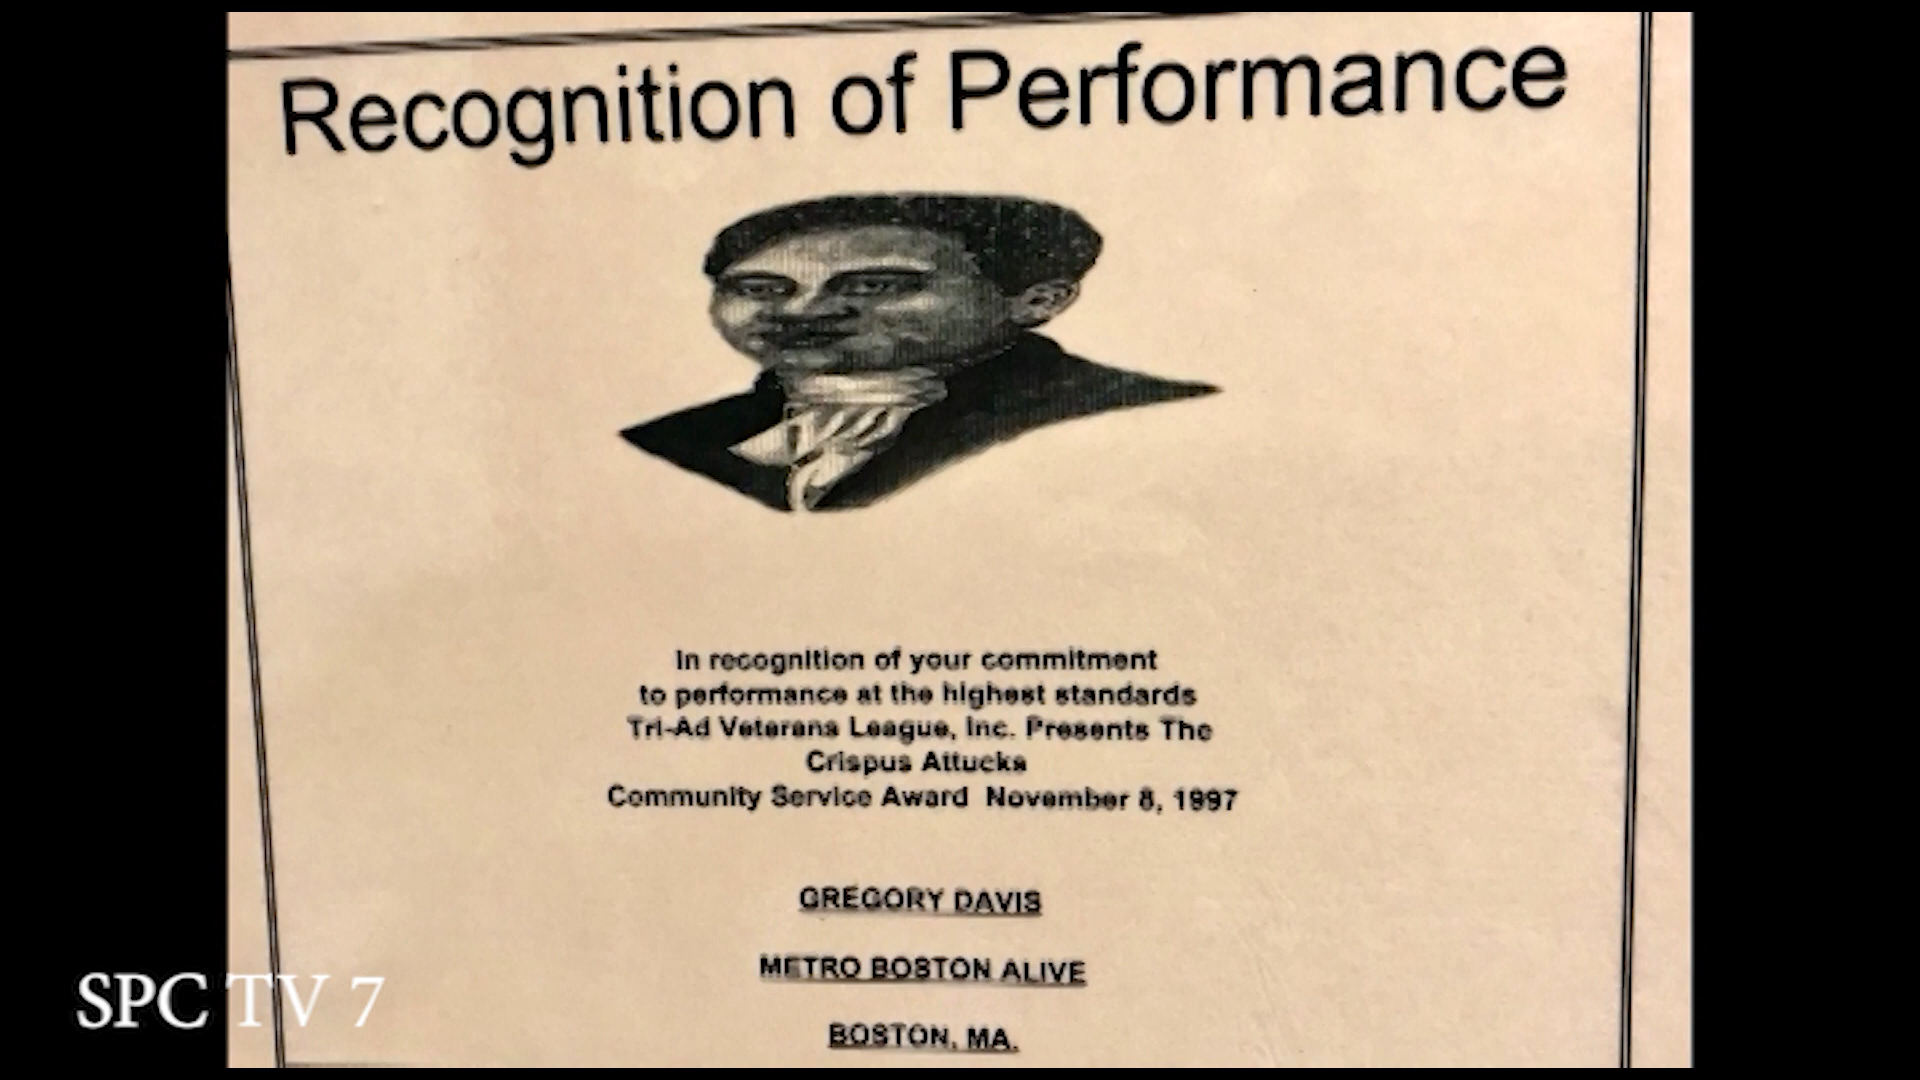 Recognition of Performance
In recognition of your commitment
to performance at the highest standards
Tri-Ad Veterans League, Inc. Presents The
Crispus Attucks
Community Service Award November 8, 1997
GREGORY DAVIS
METRO BOSTON ALIVE
BOSTON, MA.
SPC TV 7